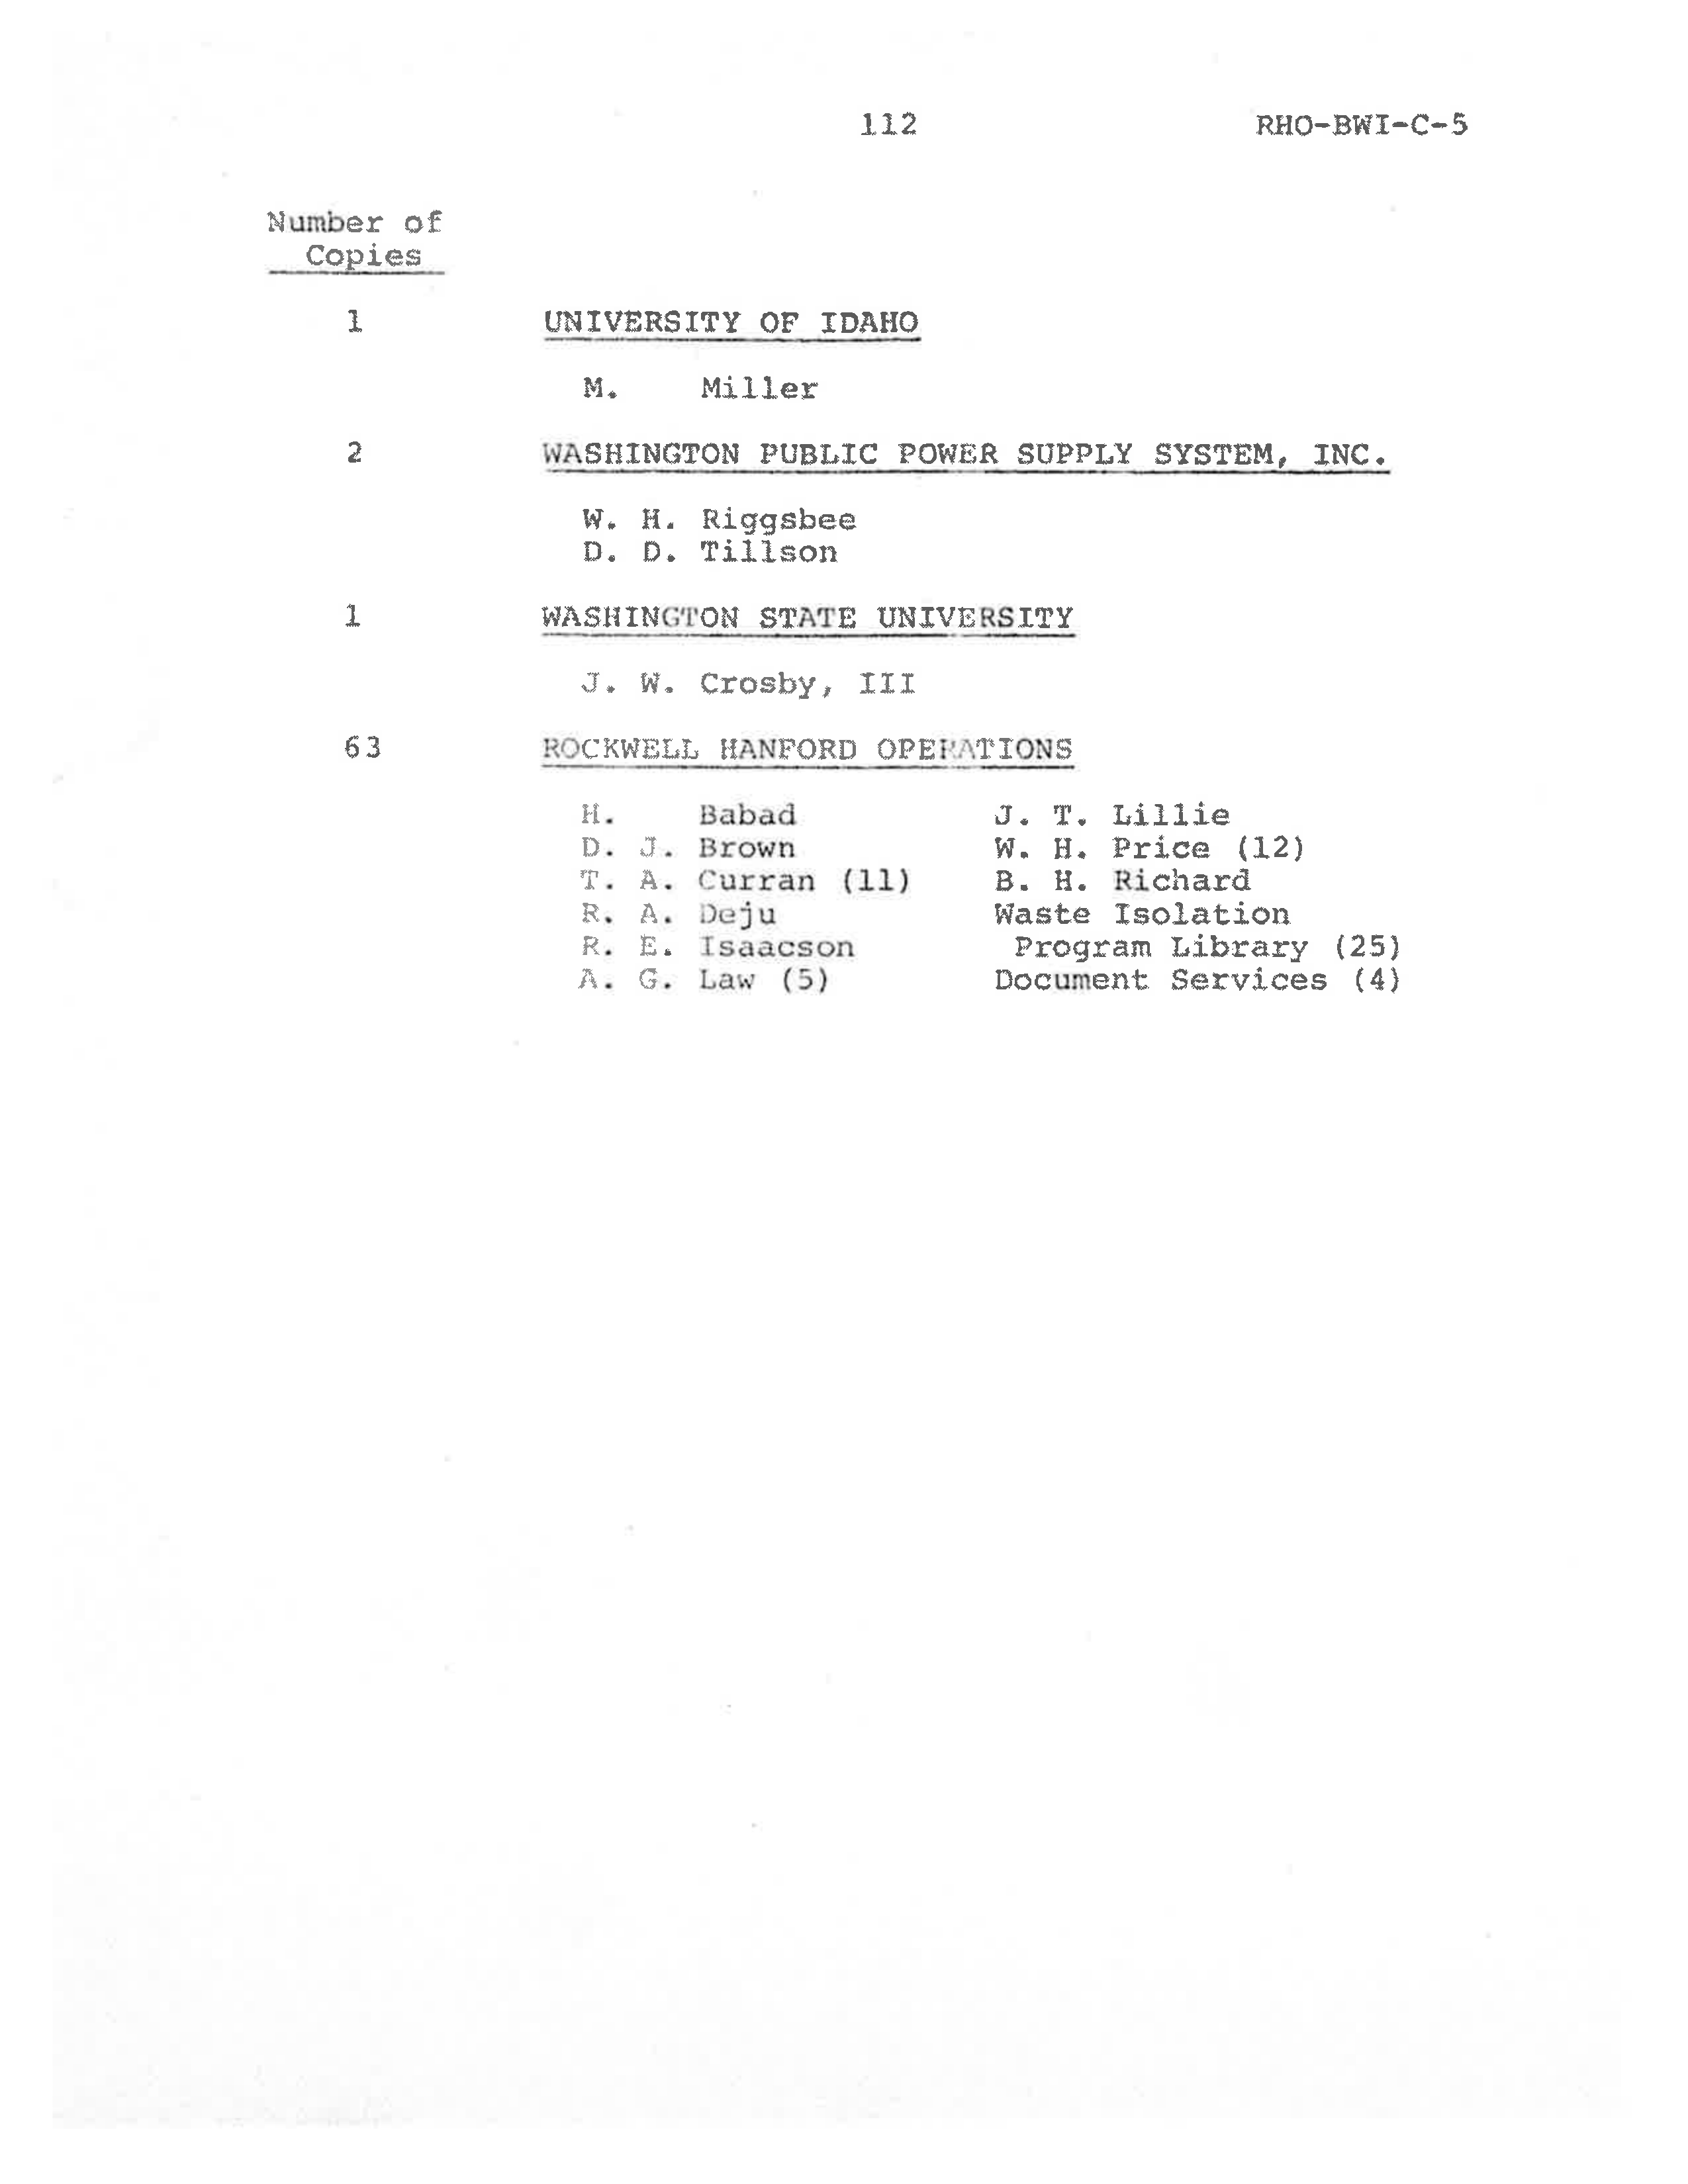 112 RHO-BWI-C-5
Number of
Copies
1 UNIVERSITY OF IDAHO
M. Miller
2 WASHINGTON PUBLIC POWER SUPPLY SYSTEM, INC.
W. H. Riggsbee
D. D. Tillson
1 WASHINGTON STATE UNIVERSITY
J. W. Crosby, III
63 ROCKWELL HANFORD OPERATIONS
H. Babad J. T. Lillie
D. J. Brown W. H. Price (12)
T. A. Curran (11) B. H. Richard
R. A. Deju Waste Isolation
R. E. Isaacson Program Library (25)
A. G. Law (5) Document Services (4)